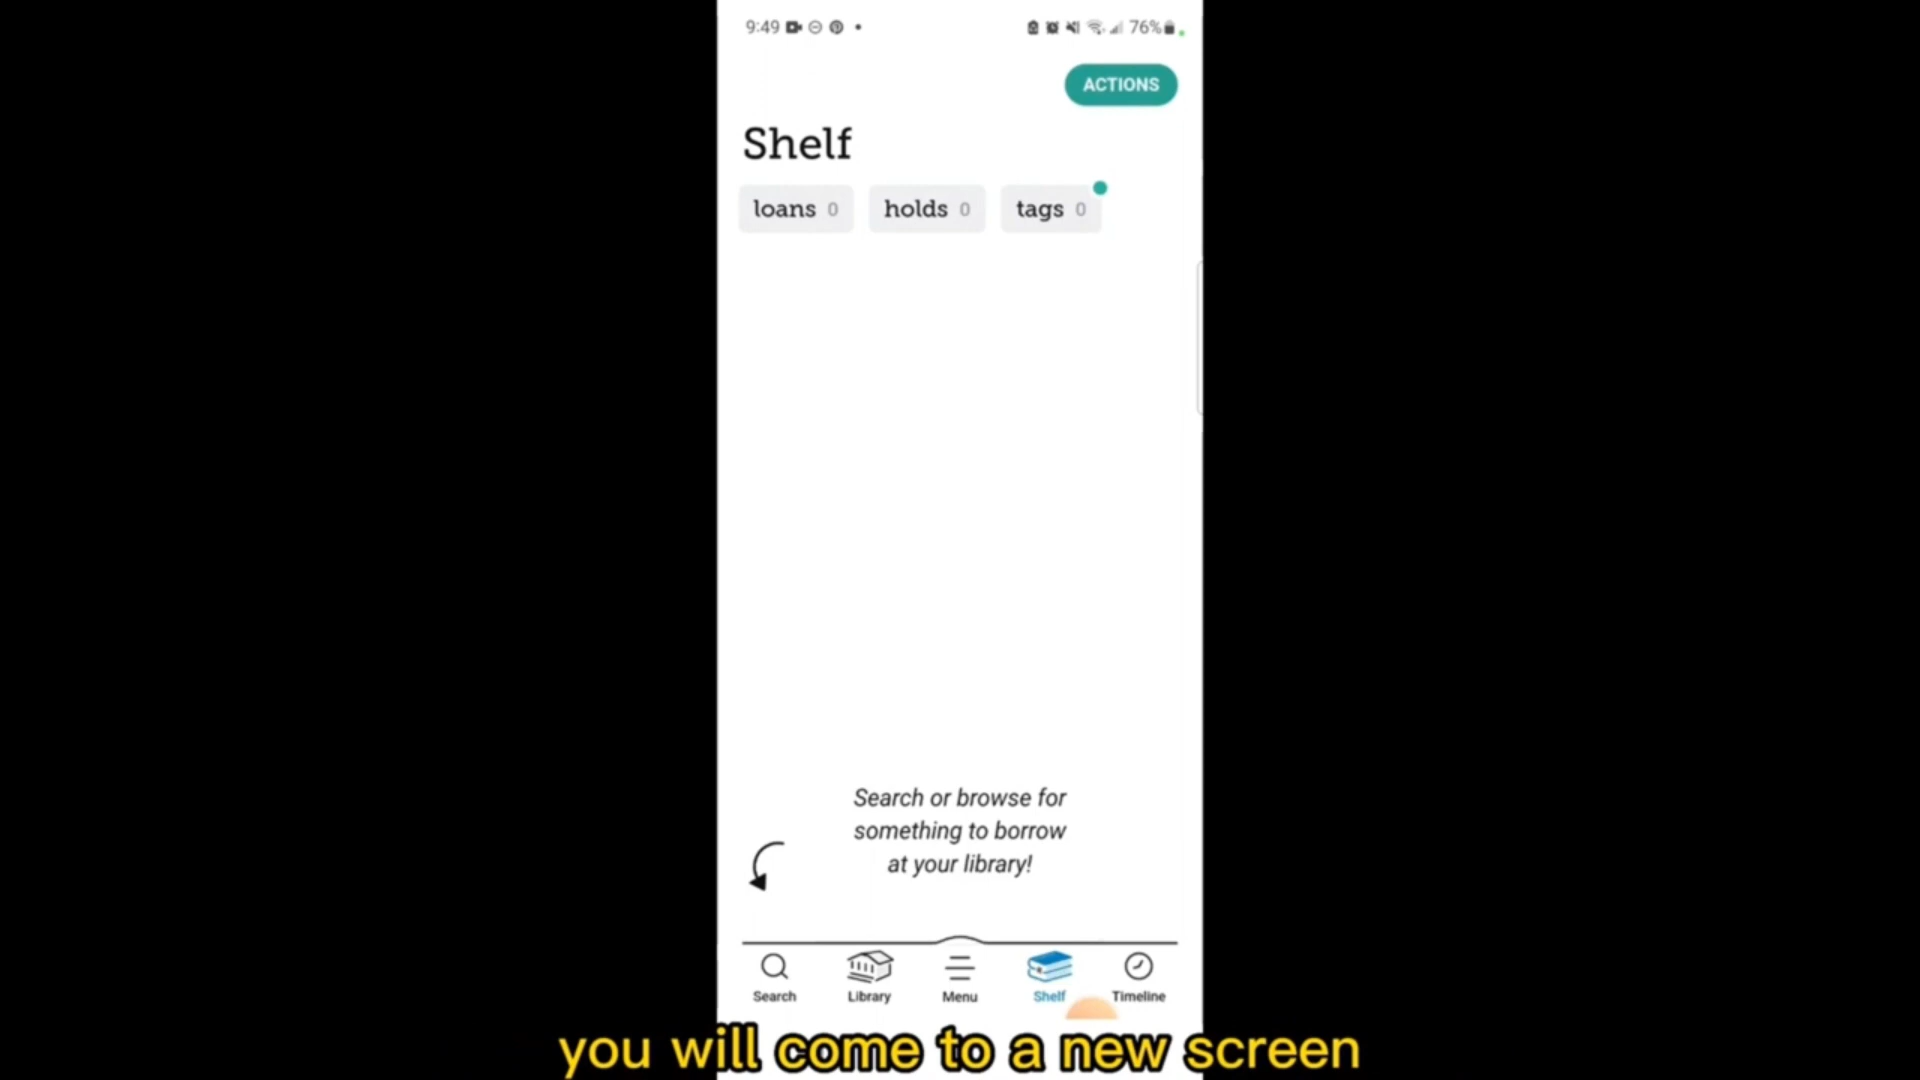 9:49
76%
ACTIONS
Shelf
loans 0
holds 0
tags 0
Search or browse for
something to borrow
at your library!
Search
Library
Menu
Shelf
Timeline
you will come to a new screen